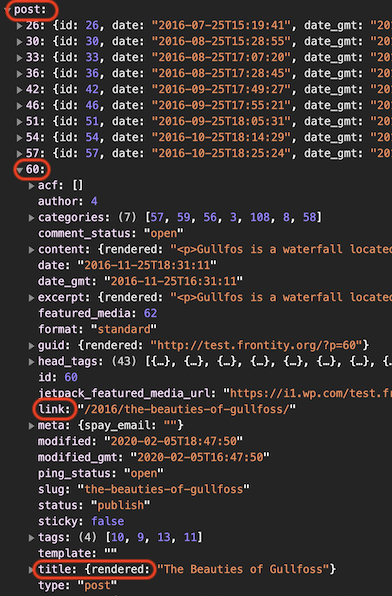 post:
26: {id: 26, date: "2016-07-25T15:19:41", date_gmt: "20
30: {id: 30, date: "2016-08-25T15:28:55", date_gmt: "20
33: {id: 33, date: "2016-08-25T17:07:20", date_gmt: "20
36: {id: 36, date: "2016-08-25T17:28:45", date_gmt: "20
42: {id: 42, date: "2016-09-25T17:49:27", date_gmt: "20
46: {id: 46, date: "2016-09-25T17:55:21", date_gmt: "20
51: {id: 51, date: "2016-09-25T18:05:31", date_gmt: "20
54: {id: 54, date: "2016-10-25T18:14:29", date_gmt: "20
57: {id: 57, date: "2016-10-25T18:25:24", date_gmt: "20
60:
acf: []
author: 4
categories: (7) [57, 59, 56, 3, 108, 8, 58]
comment_status: "open"
content: {rendered: "<p>Gullfos is a waterfall located
date: "2016-11-25T18:31:11"
date_gmt: "2016-11-25T16:31:11"
excerpt: {rendered: "<p>Gullfos is a waterfall located
featured_media: 62
format: "standard"
guid: {rendered: "http://test.frontity.org/?p=60"}
head_tags: (43) [{…}, {…}, {…}, {…}, {…}, {…}, {…},
id: 60
jetpack_featured_media_url: "https://i1.wp.com/test.f
link: "/2016/the-beauties-of-gullfoss/"
meta: {spay_email: ""}
modified: "2020-02-05T18:47:50"
modified_gmt: "2020-02-05T16:47:50"
ping_status: "open"
slug: "the-beauties-of-gullfoss"
status: "publish"
sticky: false
tags: (4) [10, 9, 13, 11]
template: ""
title: {rendered: "The Beauties of Gullfoss"}
type: "post"